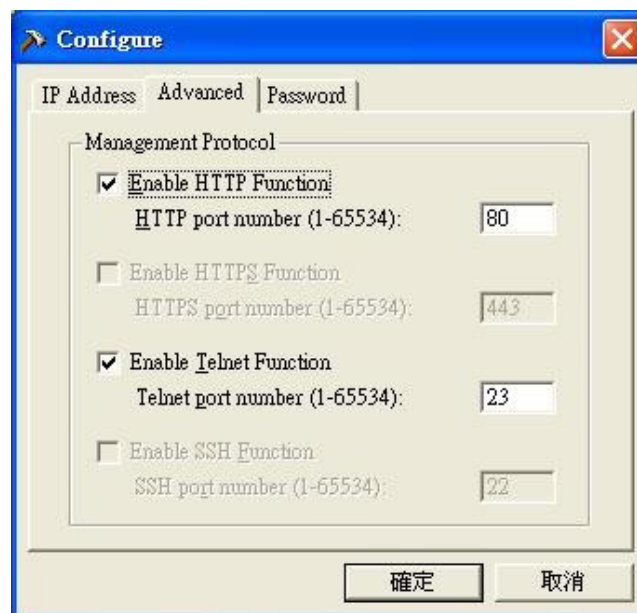 Configure
IP Address Advanced Password
Management Protocol
Enable HTTP Function
HTTP port number (1-65534): 80
Enable HTTPS Function
HTTPS port number (1-65534): 443
Enable Telnet Function
Telnet port number (1-65534): 23
Enable SSH Function
SSH port number (1-65534): 22
確定 取消